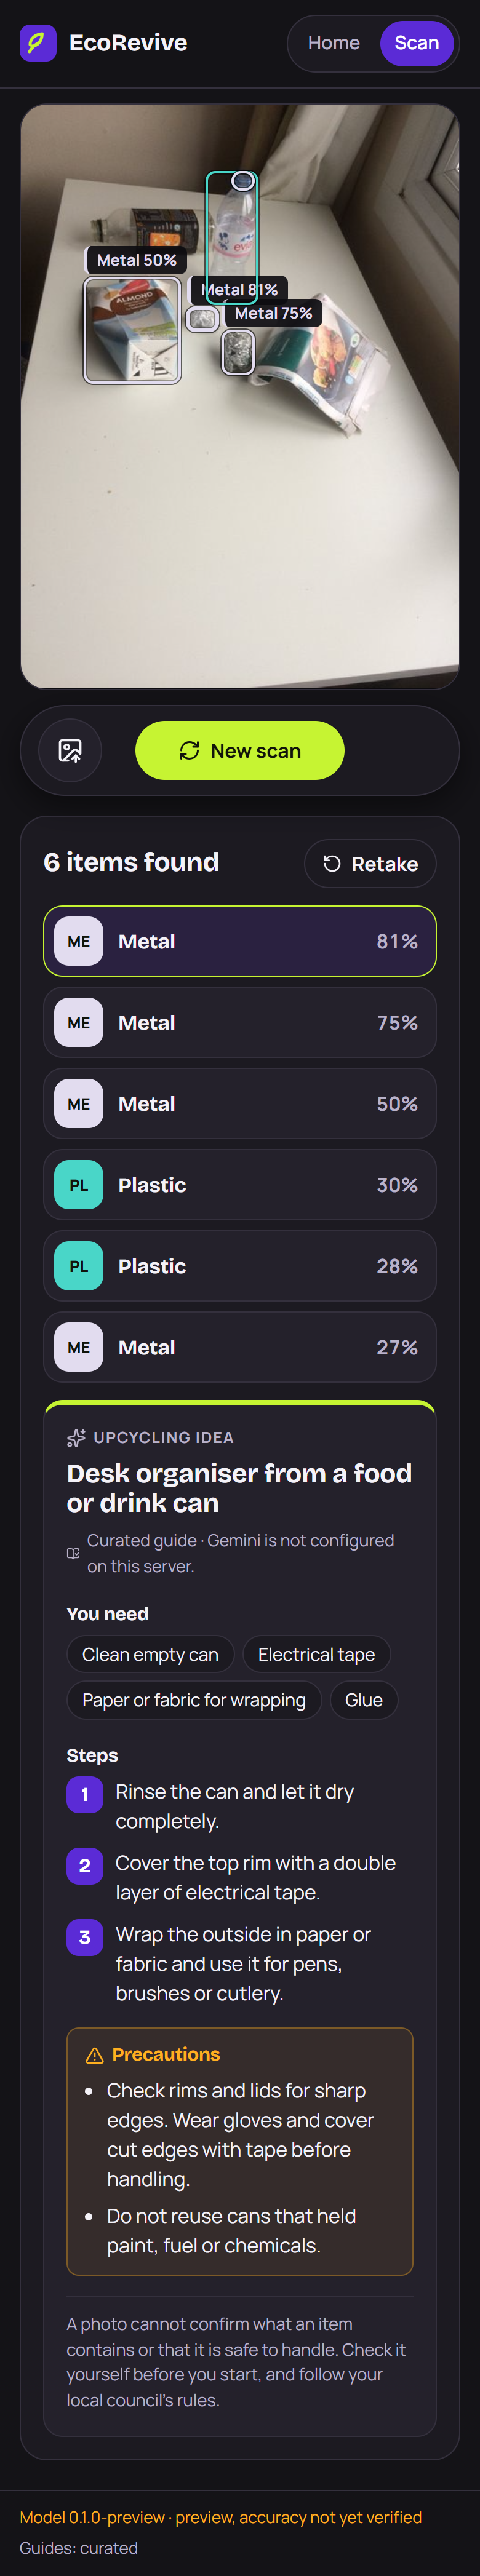 EcoRevive
Home
Scan
Metal 50%
Metal 81%
Metal 75%
ALMOND
evian
New scan
6 items found
Retake
ME Metal 81%
ME Metal 75%
ME Metal 50%
PL Plastic 30%
PL Plastic 28%
ME Metal 27%
UPCYCLING IDEA
Desk organiser from a food
or drink can
Curated guide · Gemini is not configured
on this server.
You need
Clean empty can
Electrical tape
Paper or fabric for wrapping
Glue
Steps
1 Rinse the can and let it dry
completely.
2 Cover the top rim with a double
layer of electrical tape.
3 Wrap the outside in paper or
fabric and use it for pens,
brushes or cutlery.
Precautions
• Check rims and lids for sharp
edges. Wear gloves and cover
cut edges with tape before
handling.
• Do not reuse cans that held
paint, fuel or chemicals.
A photo cannot confirm what an item
contains or that it is safe to handle. Check it
yourself before you start, and follow your
local council's rules.
Model 0.1.0-preview · preview, accuracy not yet verified
Guides: curated